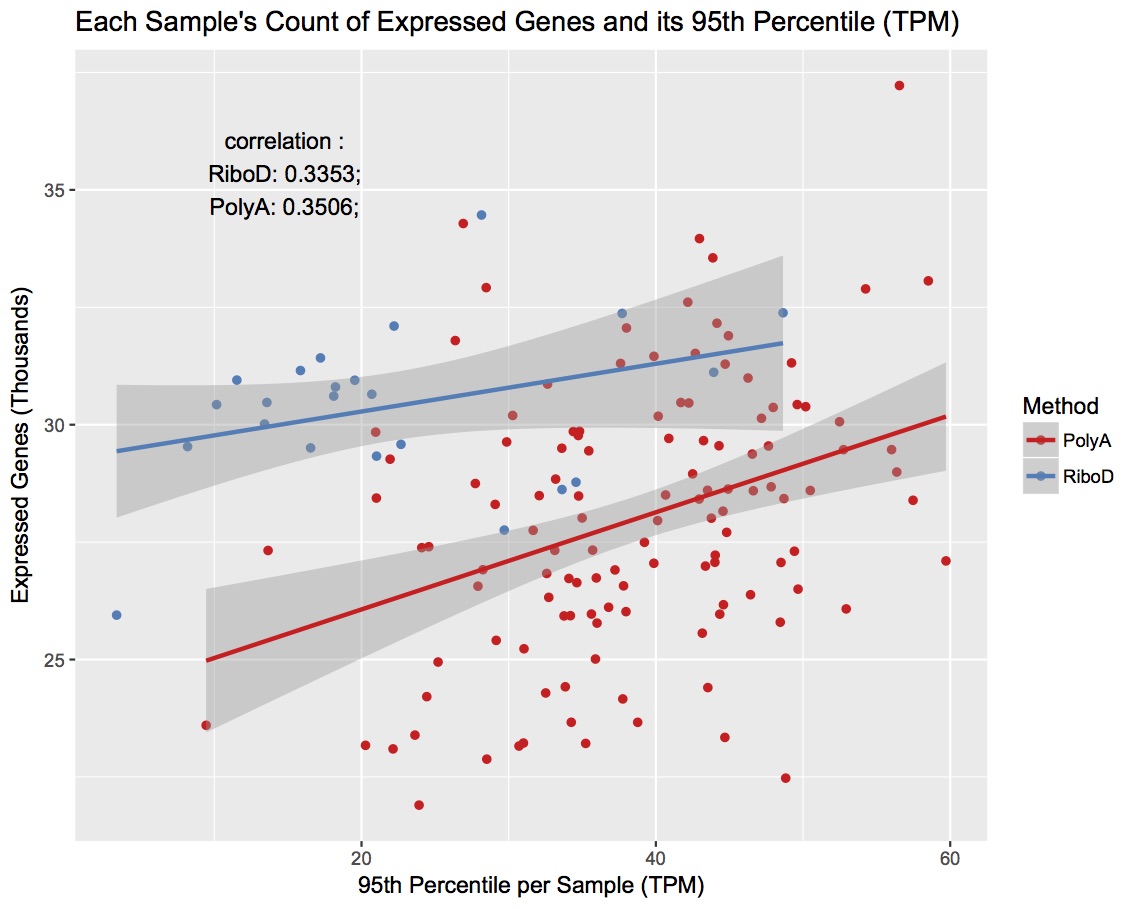 Each Sample's Count of Expressed Genes and its 95th Percentile (TPM)
correlation :
RiboD: 0.3353;
PolyA: 0.3506;
35
30
25
Expressed Genes (Thousands)
20
40
60
95th Percentile per Sample (TPM)
Method
PolyA
RiboD